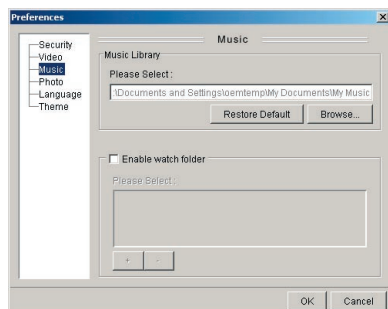 Preferences
Security
Video
Music
Photo
Language
Theme
Music
Music Library
Please Select :
:\Documents and Settings\oemtemp\My Documents\My Music
Restore Default
Browse...
Enable watch folder
Please Select :
+
-
OK
Cancel